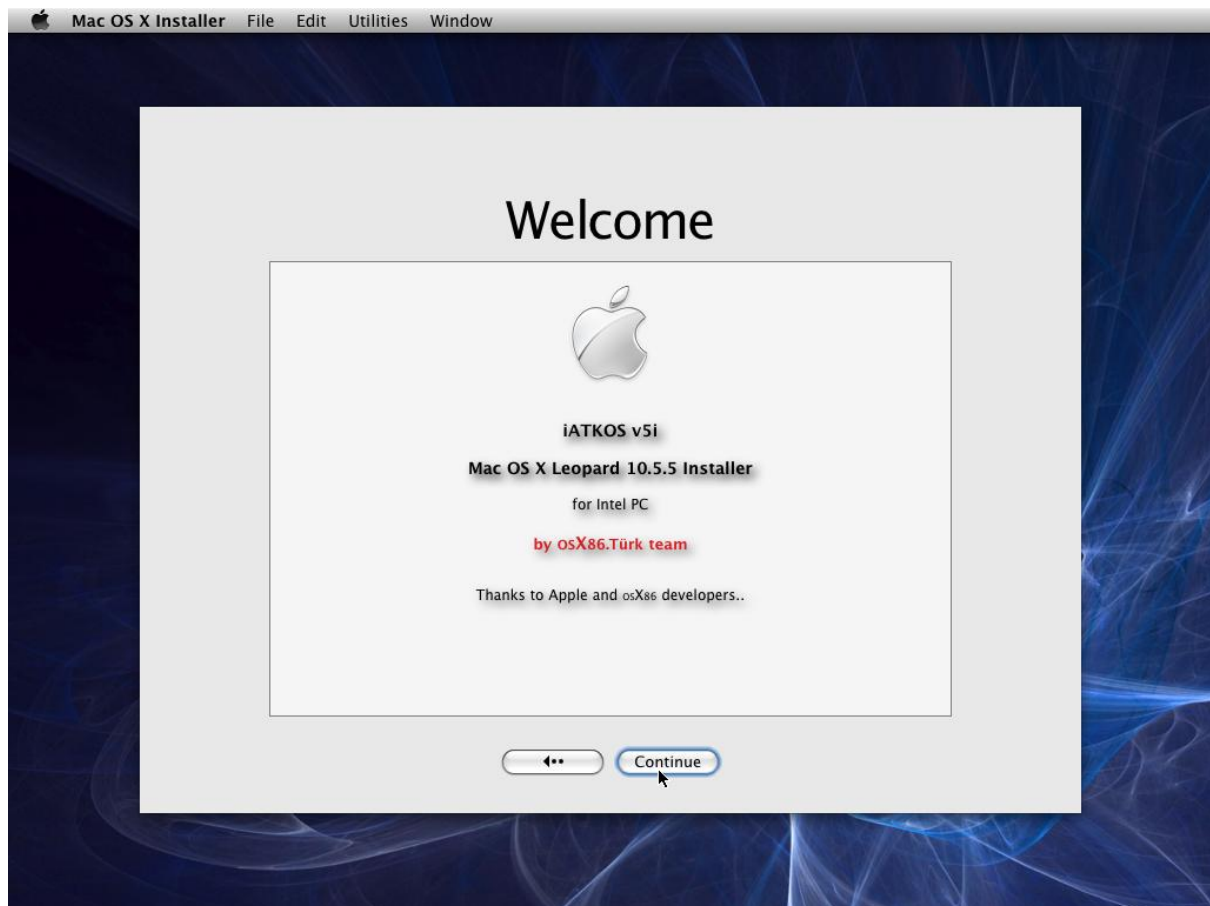 Mac OS X Installer File Edit Utilities Window
Welcome
iATKOS v5i
Mac OS X Leopard 10.5.5 Installer
for Intel PC
by osX86.Türk team
Thanks to Apple and osX86 developers..
Continue